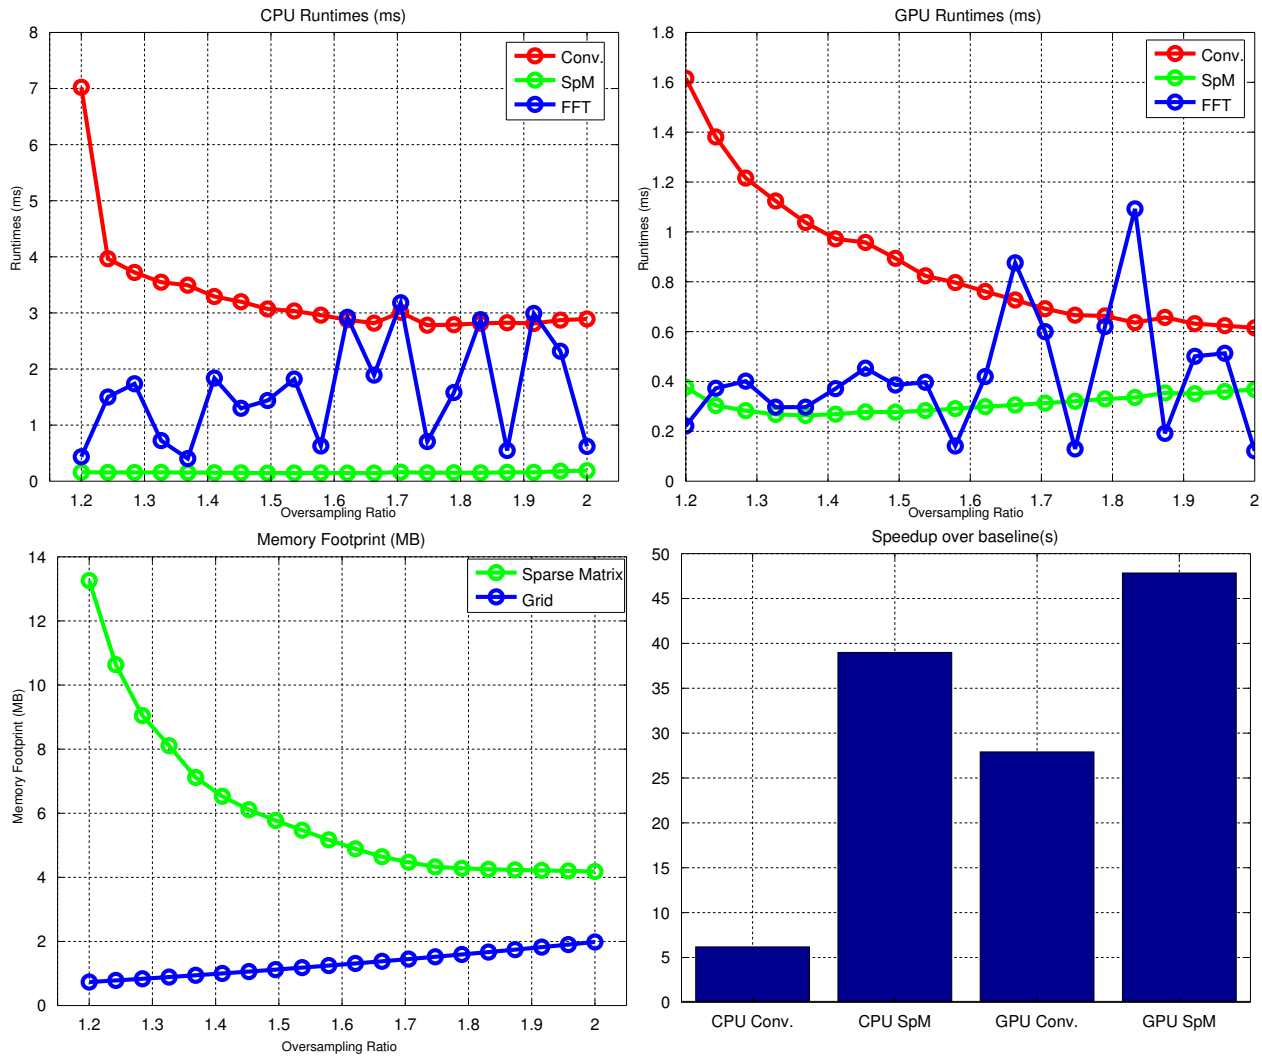 CPU Runtimes (ms)
8
7
6
5
4
3
2
1
0
Runtimes (ms)
Conv.
SpM
FFT
1.2 1.3 1.4 1.5 1.6 1.7 1.8 1.9 2
Oversampling Ratio
GPU Runtimes (ms)
1.8
1.6
1.4
1.2
1
0.8
0.6
0.4
0.2
0
Runtimes (ms)
Conv.
SpM
FFT
1.2 1.3 1.4 1.5 1.6 1.7 1.8 1.9 2
Oversampling Ratio
Memory Footprint (MB)
14
12
10
8
6
4
2
0
Memory Footprint (MB)
Sparse Matrix
Grid
1.2 1.3 1.4 1.5 1.6 1.7 1.8 1.9 2
Oversampling Ratio
Speedup over baseline(s)
50
45
40
35
30
25
20
15
10
5
0
CPU Conv. CPU SpM GPU Conv. GPU SpM